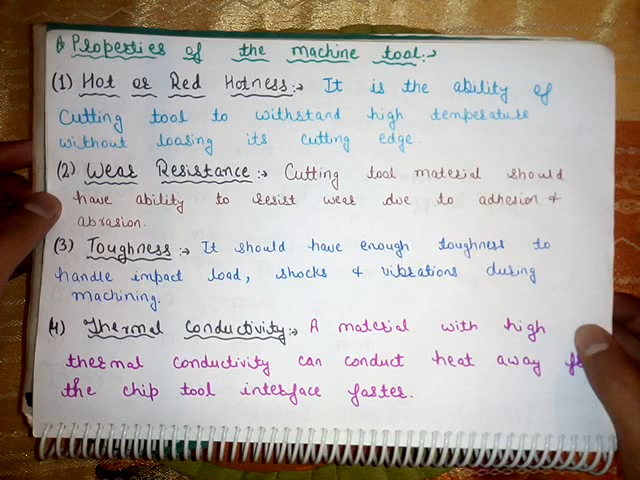 Properties of the machine tool:→
(1) Hot or Red Hotness:→ It is the ability of
Cutting tool to withstand high temperature
without loasing its cutting edge.
(2) Wear Resistance:→ Cutting tool material should
have ability to resist wear due to adhesion &
abrasion.
(3) Toughness:→ It should have enough toughness to
handle impact load, shocks & vibrations during
machining.
(4) Thermal conductivity:→ A material with high
thermal conductivity can conduct heat away
the chip tool interface faster.